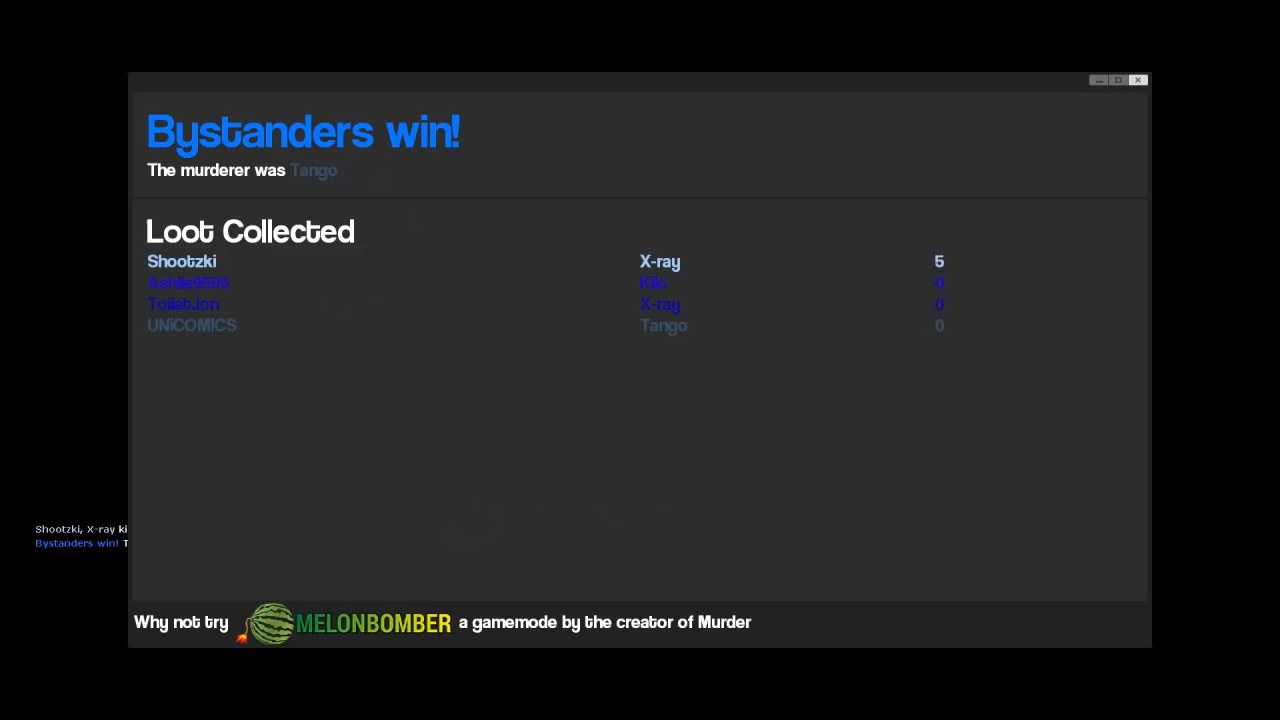 Bystanders win!
The murderer was Tango
Loot Collected
Shootzki X-ray 5
Ashlie9596 Kilo 0
ToiletJon X-ray 0
UNiCOMICS Tango 0
Shootzki, X-ray ki
Bystanders win! T
Why not try MELONBOMBER a gamemode by the creator of Murder